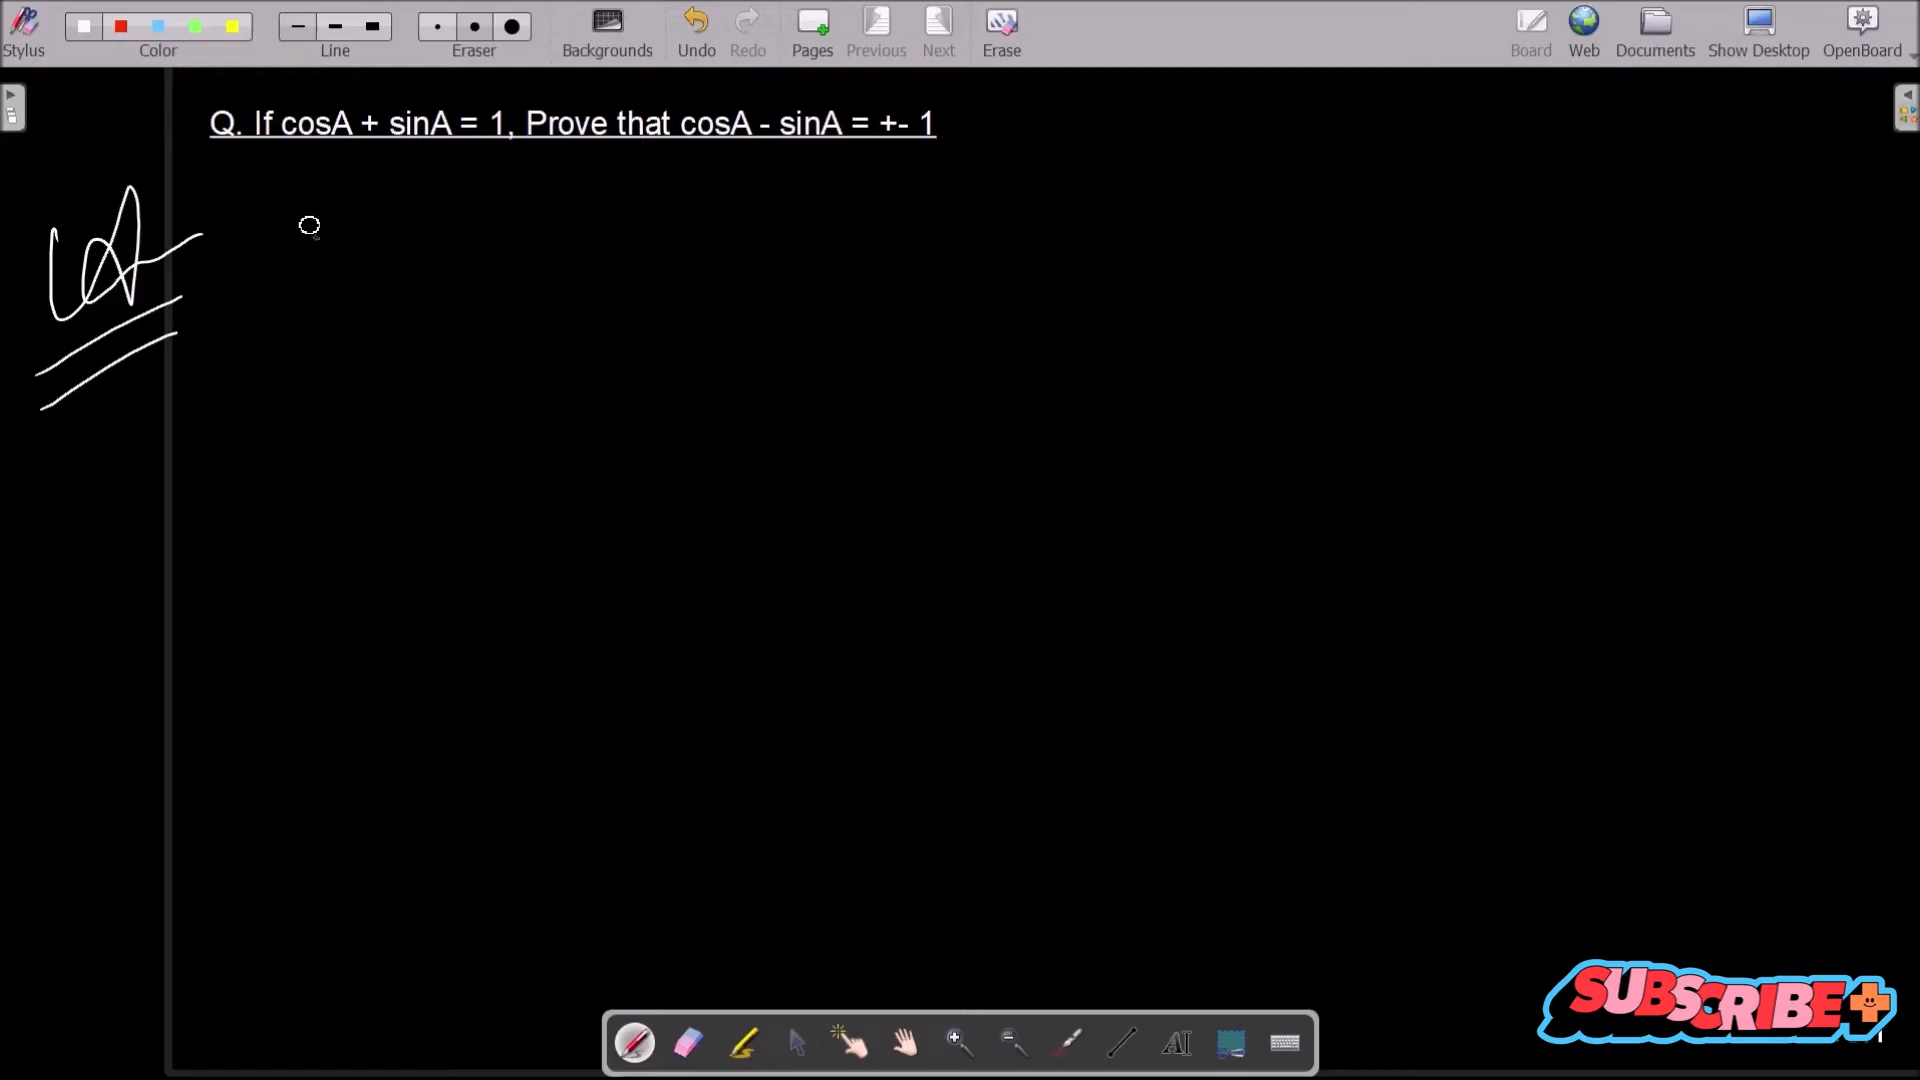 Stylus Color Line Eraser Backgrounds Undo Redo Pages Previous Next Erase Board Web Documents Show Desktop OpenBoard
Q. If cosA + sinA = 1, Prove that cosA - sinA = +- 1
SUBSCRIBE